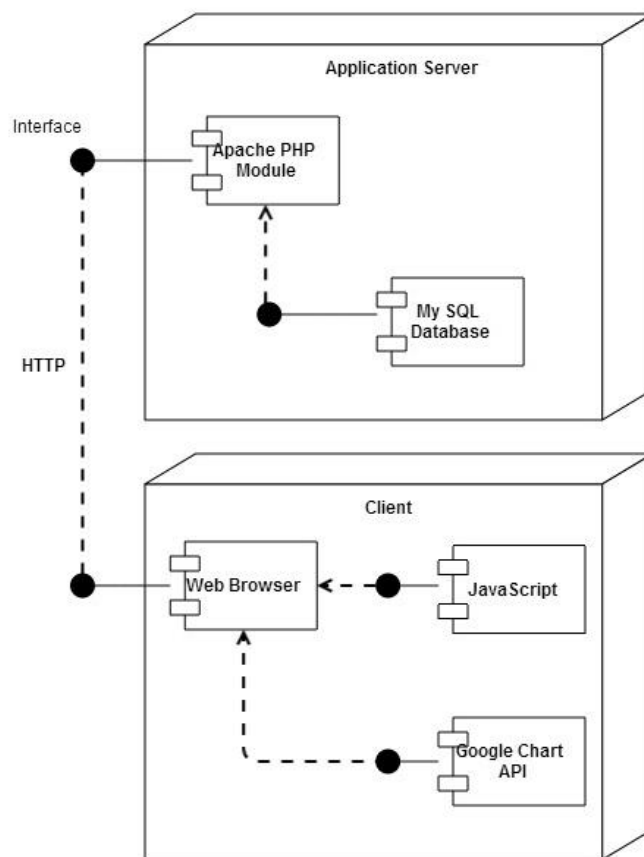 Application Server
Interface
Apache PHP
Module
My SQL
Database
HTTP
Client
Web Browser
JavaScript
Google Chart
API